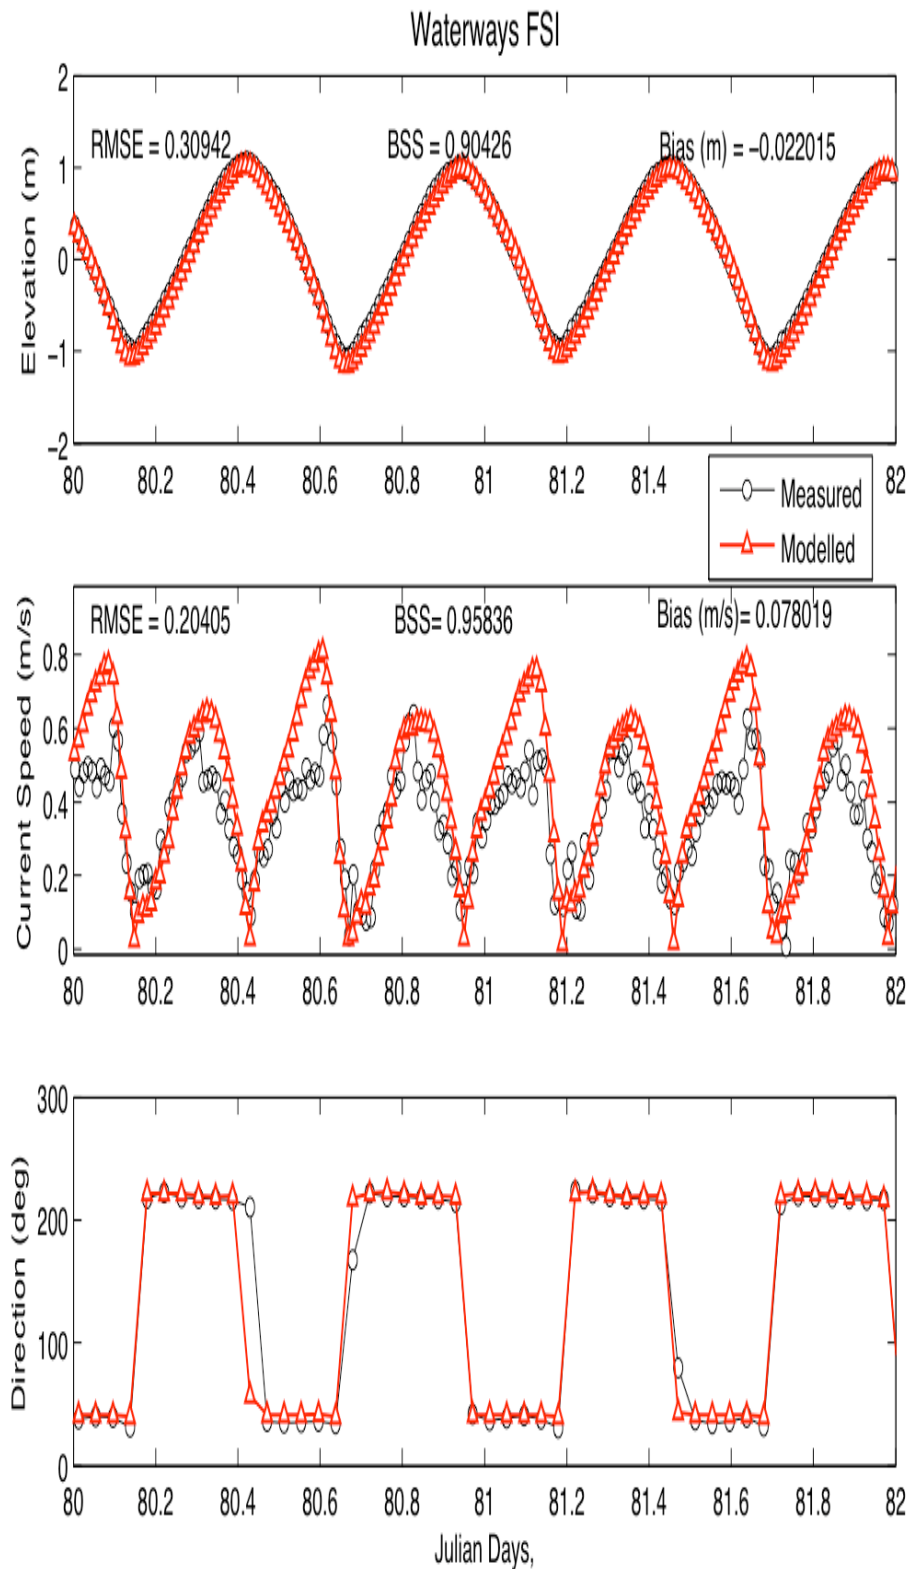 Waterways FSI
2
RMSE = 0.30942 BSS = 0.90426 Bias (m) = −0.022015
1
0
−1
−2
Elevation (m)
80 80.2 80.4 80.6 80.8 81 81.2 81.4 82
Measured
Modelled
RMSE = 0.20405 BSS= 0.95836 Bias (m/s)= 0.078019
0.8
0.6
0.4
0.2
0
Current Speed (m/s)
80 80.2 80.4 80.6 80.8 81 81.2 81.4 81.6 81.8 82
300
200
100
0
Direction (deg)
80 80.2 80.4 80.6 80.8 81 81.2 81.4 81.6 81.8 82
Julian Days,